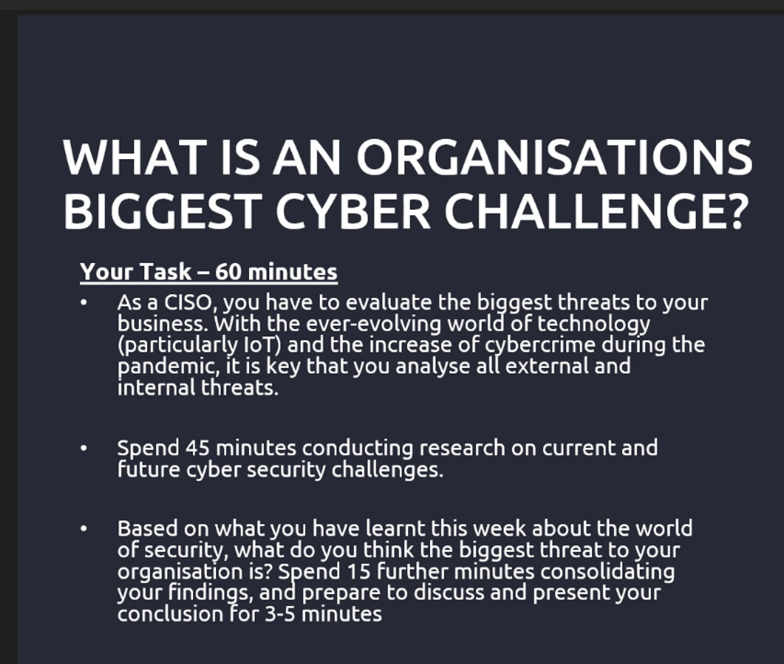 WHAT IS AN ORGANISATIONS
BIGGEST CYBER CHALLENGE?
Your Task – 60 minutes
• As a CISO, you have to evaluate the biggest threats to your
business. With the ever-evolving world of technology
(particularly IoT) and the increase of cybercrime during the
pandemic, it is key that you analyse all external and
internal threats.
• Spend 45 minutes conducting research on current and
future cyber security challenges.
• Based on what you have learnt this week about the world
of security, what do you think the biggest threat to your
organisation is? Spend 15 further minutes consolidating
your findings, and prepare to discuss and present your
conclusion for 3-5 minutes